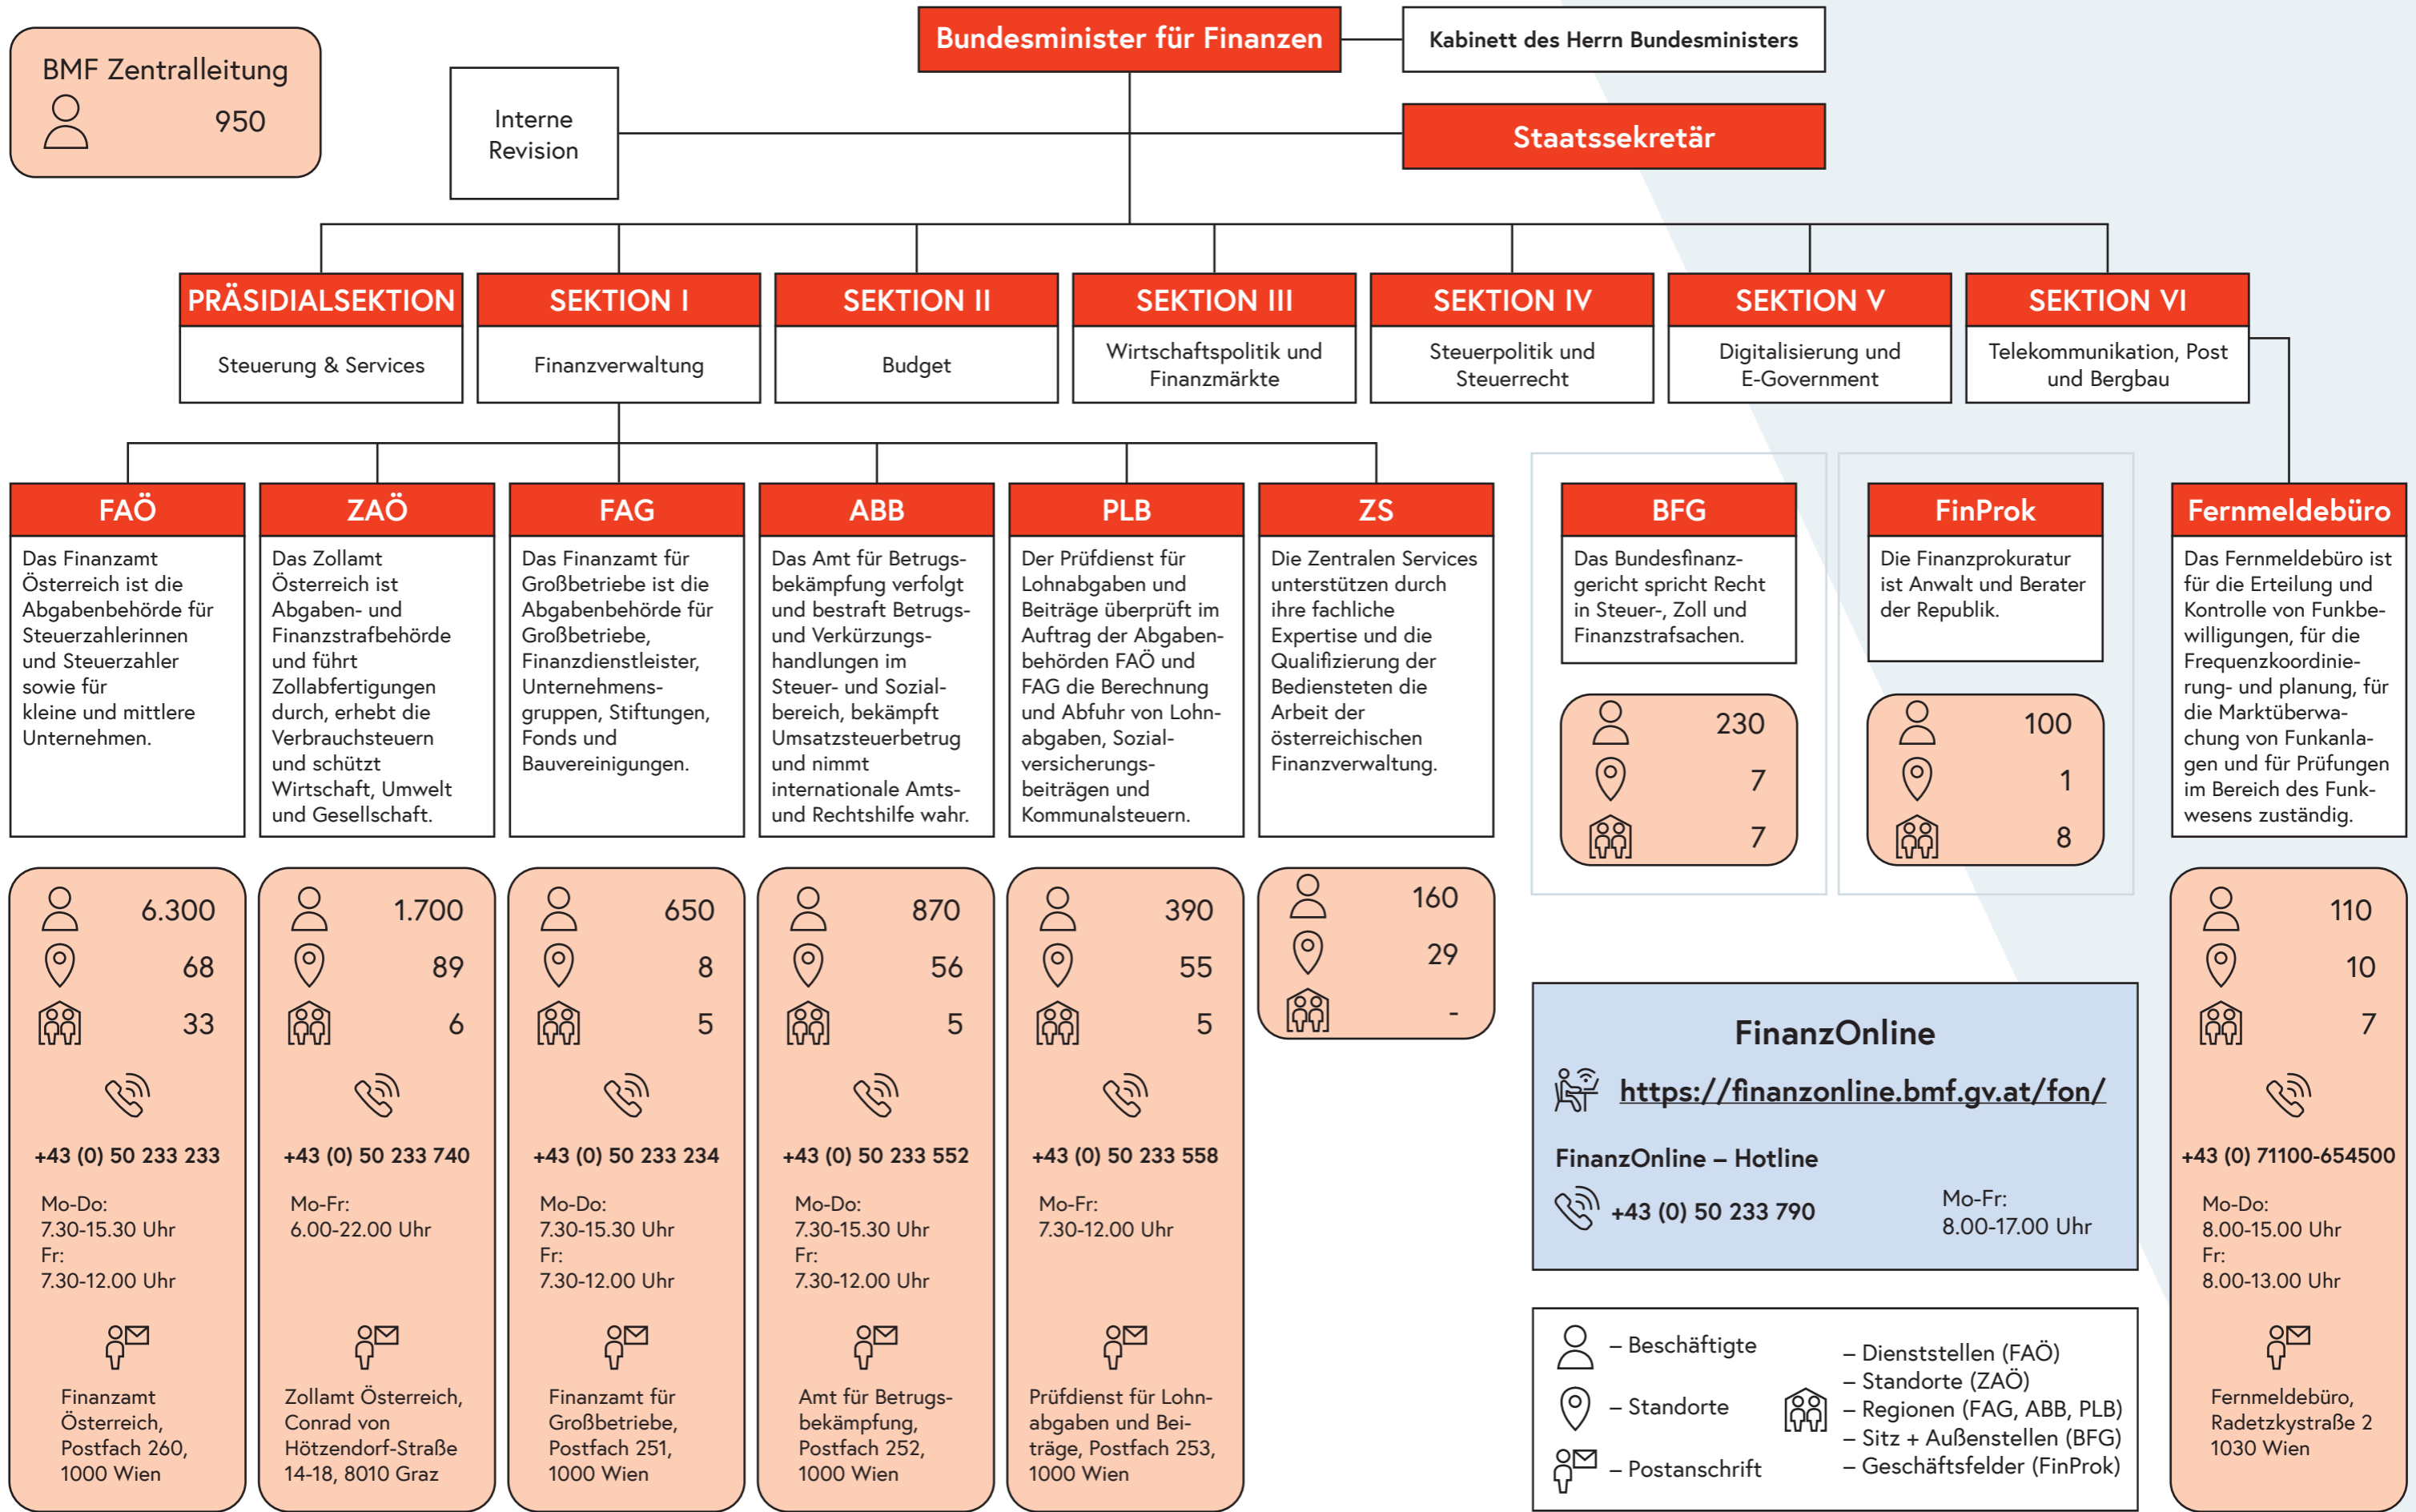 Bundesminister für Finanzen
Kabinett des Herrn Bundesministers
BMF Zentralleitung
950
Interne
Revision
Staatssekretär
PRÄSIDIALSEKTION
Steuerung & Services
SEKTION I
Finanzverwaltung
SEKTION II
Budget
SEKTION III
Wirtschaftspolitik und
Finanzmärkte
SEKTION IV
Steuerpolitik und
Steuerrecht
SEKTION V
Digitalisierung und
E-Government
SEKTION VI
Telekommunikation, Post
und Bergbau
FAÖ
Das Finanzamt
Österreich ist die
Abgabenbehörde für
Steuerzahlerinnen
und Steuerzahler
sowie für
kleine und mittlere
Unternehmen.
6.300
68
33
+43 (0) 50 233 233
Mo-Do:
7.30-15.30 Uhr
Fr:
7.30-12.00 Uhr
Finanzamt
Österreich,
Postfach 260,
1000 Wien
ZAÖ
Das Zollamt
Österreich ist
Abgaben- und
Finanzstrafbehörde
und führt
Zollabfertigungen
durch, erhebt die
Verbrauchsteuern
und schützt
Wirtschaft, Umwelt
und Gesellschaft.
1.700
89
6
+43 (0) 50 233 740
Mo-Fr:
6.00-22.00 Uhr
Zollamt Österreich,
Conrad von
Hötzendorf-Straße
14-18, 8010 Graz
FAG
Das Finanzamt für
Großbetriebe ist die
Abgabenbehörde für
Großbetriebe,
Finanzdienstleister,
Unternehmens-
gruppen, Stiftungen,
Fonds und
Bauvereinigungen.
650
8
5
+43 (0) 50 233 234
Mo-Do:
7.30-15.30 Uhr
Fr:
7.30-12.00 Uhr
Finanzamt für
Großbetriebe,
Postfach 251,
1000 Wien
ABB
Das Amt für Betrugs-
bekämpfung verfolgt
und bestraft Betrugs-
und Verkürzungs-
handlungen im
Steuer- und Sozial-
bereich, bekämpft
Umsatzsteuerbetrug
und nimmt
internationale Amts-
und Rechtshilfe wahr.
870
56
5
+43 (0) 50 233 552
Mo-Do:
7.30-15.30 Uhr
Fr:
7.30-12.00 Uhr
Amt für Betrugs-
bekämpfung,
Postfach 252,
1000 Wien
PLB
Der Prüfdienst für
Lohnabgaben und
Beiträge überprüft im
Auftrag der Abgaben-
behörden FAÖ und
FAG die Berechnung
und Abfuhr von Lohn-
abgaben, Sozial-
versicherungs-
beiträgen und
Kommunalsteuern.
390
55
5
+43 (0) 50 233 558
Mo-Fr:
7.30-12.00 Uhr
Prüfdienst für Lohn-
abgaben und Bei-
träge, Postfach 253,
1000 Wien
ZS
Die Zentralen Services
unterstützen durch
ihre fachliche
Expertise und die
Qualifizierung der
Bediensteten die
Arbeit der
österreichischen
Finanzverwaltung.
160
29
-
BFG
Das Bundesfinanz-
gericht spricht Recht
in Steuer-, Zoll und
Finanzstrafsachen.
230
7
7
FinProk
Die Finanzprokuratur
ist Anwalt und Berater
der Republik.
100
1
8
Fernmeldebüro
Das Fernmeldebüro ist
für die Erteilung und
Kontrolle von Funkbe-
willigungen, für die
Frequenzkoordinie-
rung- und planung, für
die Marktüberwa-
chung von Funkanla-
gen und für Prüfungen
im Bereich des Funk-
wesens zuständig.
110
10
7
+43 (0) 71100-654500
Mo-Do:
8.00-15.00 Uhr
Fr:
8.00-13.00 Uhr
Fernmeldebüro,
Radetzkystraße 2
1030 Wien
FinanzOnline
https://finanzonline.bmf.gv.at/fon/
FinanzOnline – Hotline
+43 (0) 50 233 790
Mo-Fr:
8.00-17.00 Uhr
– Beschäftigte
– Standorte
– Postanschrift
– Dienststellen (FAÖ)
– Standorte (ZAÖ)
– Regionen (FAG, ABB, PLB)
– Sitz + Außenstellen (BFG)
– Geschäftsfelder (FinProk)